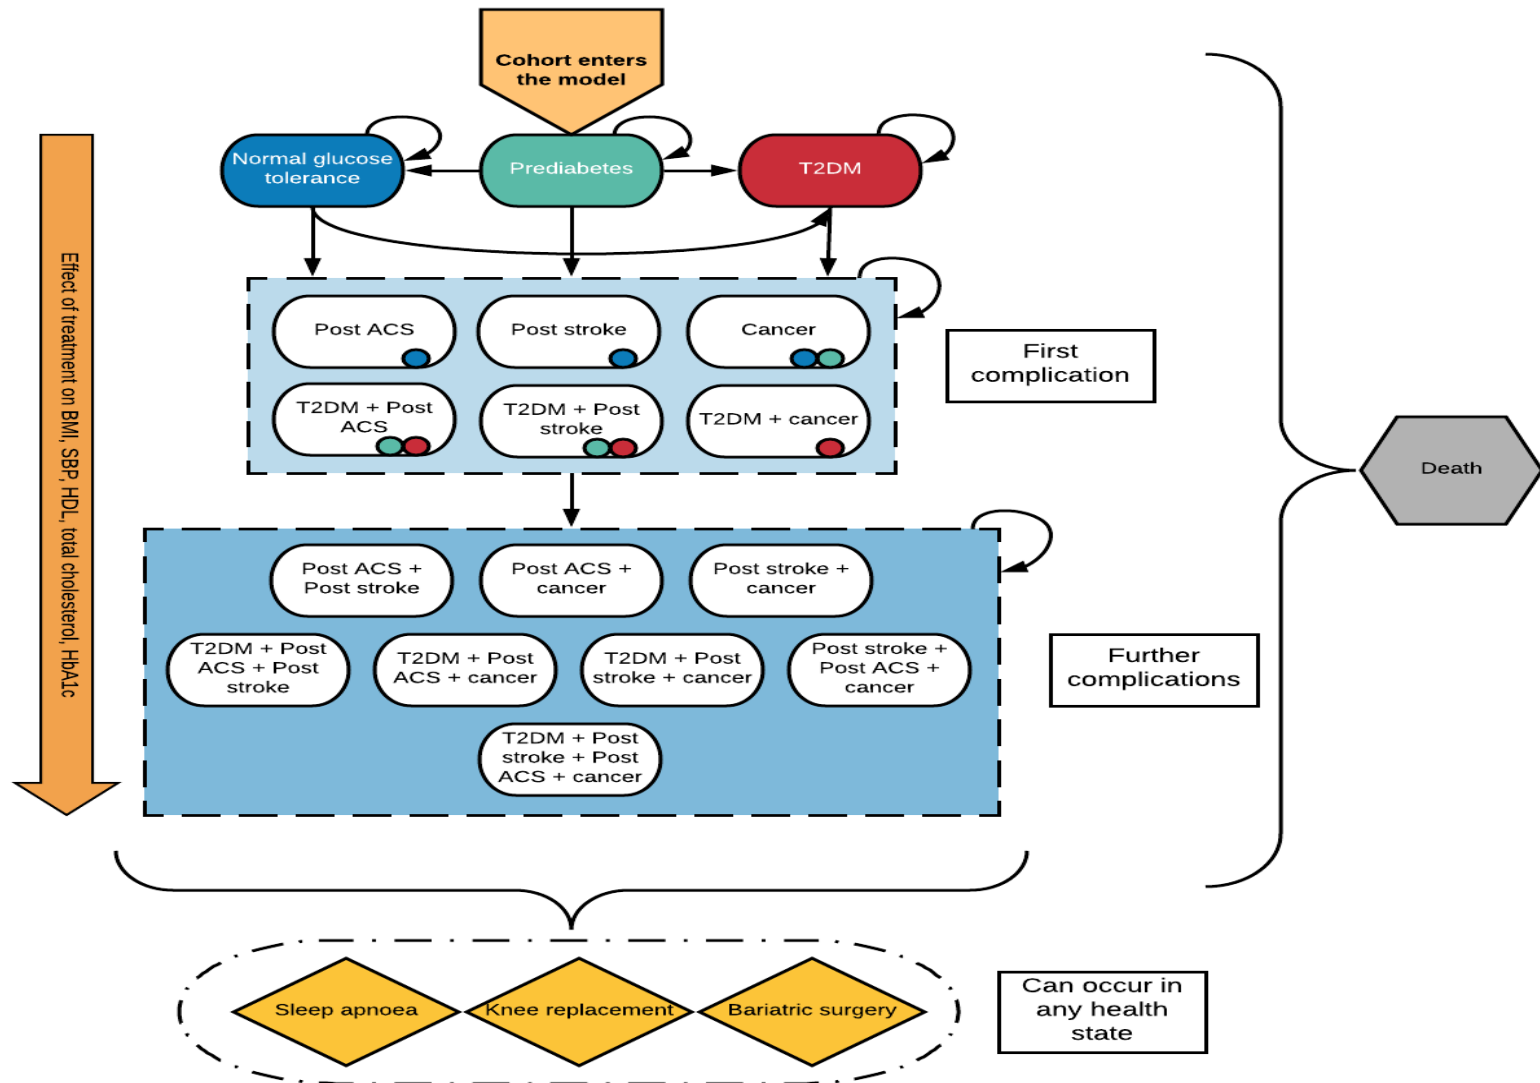 Cohort enters
the model
Normal glucose
tolerance
Prediabetes
T2DM
Effect of treatment on BMI, SBP, HDL, total cholesterol, HbA1c
Post ACS
Post stroke
Cancer
T2DM + Post
ACS
T2DM + Post
stroke
T2DM + cancer
First
complication
Death
Post ACS +
Post stroke
Post ACS +
cancer
Post stroke +
cancer
T2DM + Post
ACS + Post
stroke
T2DM + Post
ACS + cancer
T2DM + Post
stroke + cancer
Post stroke +
Post ACS +
cancer
Further
complications
T2DM + Post
stroke + Post
ACS + cancer
Sleep apnoea
Knee replacement
Bariatric surgery
Can occur in
any health
state